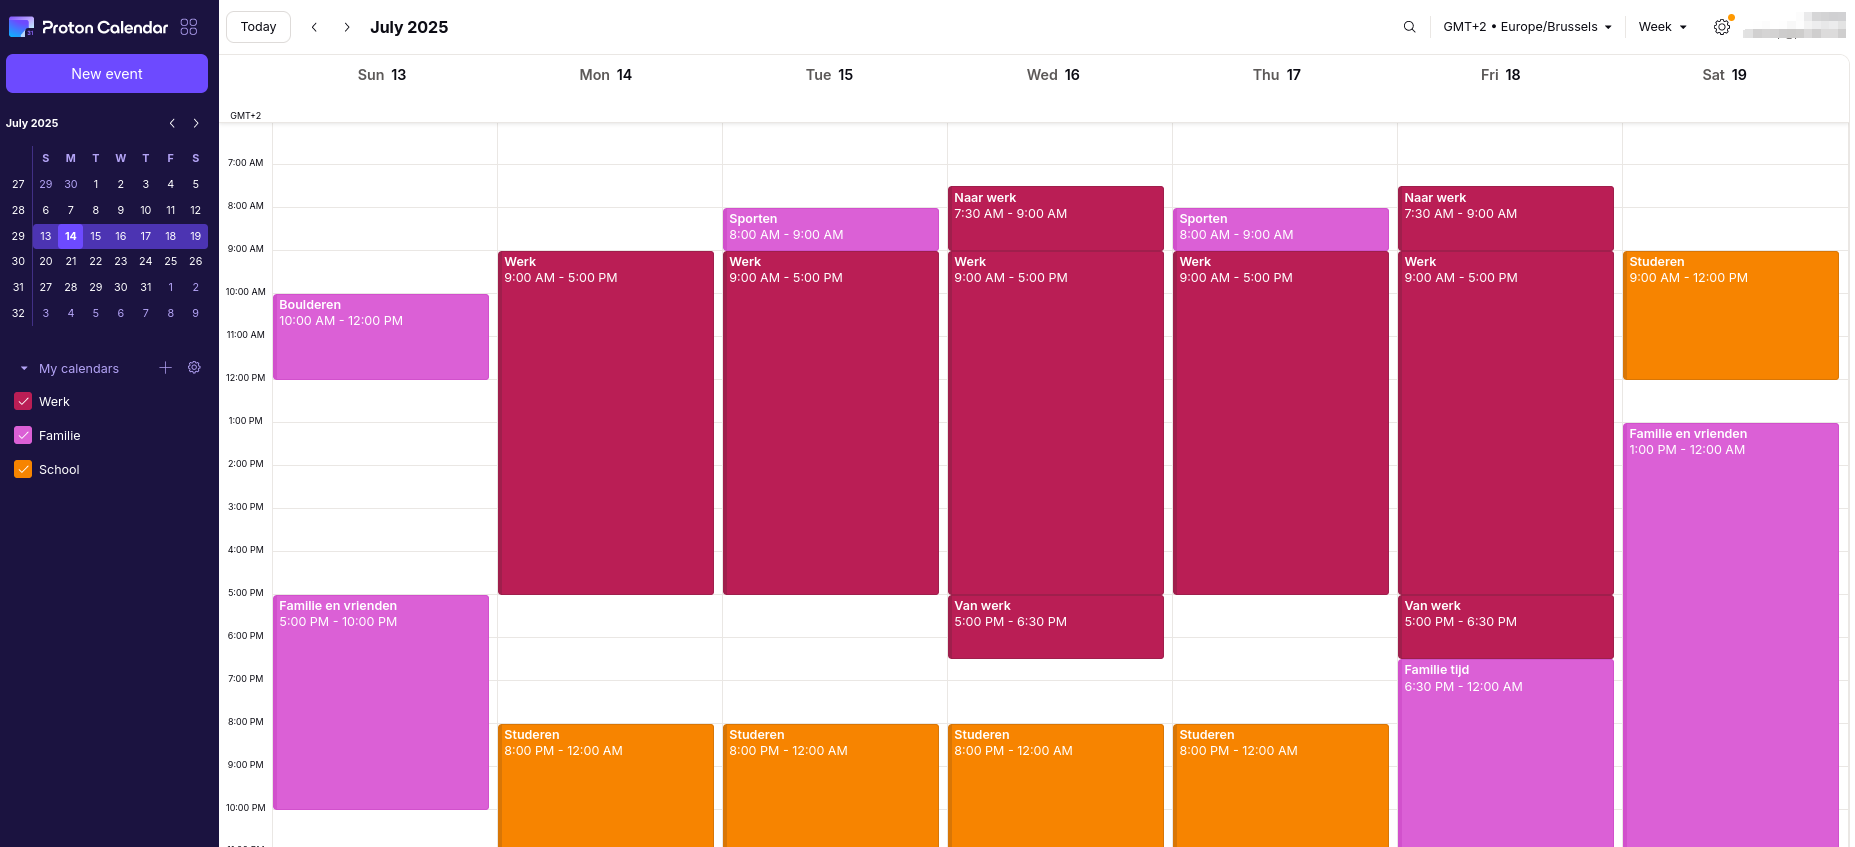 Proton Calendar
New event
July 2025
S M T W T F S
27 29 30 1 2 3 4 5
28 6 7 8 9 10 11 12
29 13 14 15 16 17 18 19
30 20 21 22 23 24 25 26
31 27 28 29 30 31 1 2
32 3 4 5 6 7 8 9
My calendars
Werk
Familie
School
Today
July 2025
GMT+2 • Europe/Brussels
Week
Sun 13
Mon 14
Tue 15
Wed 16
Thu 17
Fri 18
Sat 19
GMT+2
7:00 AM
8:00 AM
9:00 AM
10:00 AM
11:00 AM
12:00 PM
1:00 PM
2:00 PM
3:00 PM
4:00 PM
5:00 PM
6:00 PM
7:00 PM
8:00 PM
9:00 PM
10:00 PM
Boulderen
10:00 AM - 12:00 PM
Familie en vrienden
5:00 PM - 10:00 PM
Werk
9:00 AM - 5:00 PM
Studeren
8:00 PM - 12:00 AM
Sporten
8:00 AM - 9:00 AM
Werk
9:00 AM - 5:00 PM
Studeren
8:00 PM - 12:00 AM
Naar werk
7:30 AM - 9:00 AM
Werk
9:00 AM - 5:00 PM
Van werk
5:00 PM - 6:30 PM
Studeren
8:00 PM - 12:00 AM
Sporten
8:00 AM - 9:00 AM
Werk
9:00 AM - 5:00 PM
Studeren
8:00 PM - 12:00 AM
Naar werk
7:30 AM - 9:00 AM
Werk
9:00 AM - 5:00 PM
Van werk
5:00 PM - 6:30 PM
Familie tijd
6:30 PM - 12:00 AM
Studeren
9:00 AM - 12:00 PM
Familie en vrienden
1:00 PM - 12:00 AM